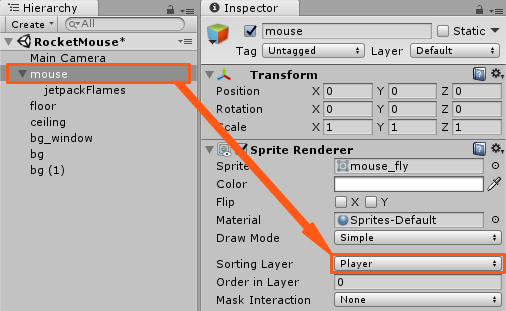 Hierarchy
Create
All
RocketMouse*
Main Camera
mouse
jetpackFlames
floor
ceiling
bg_window
bg
bg (1)
Inspector
mouse
Static
Tag Untagged Layer Default
Transform
Position X 0 Y 0 Z 0
Rotation X 0 Y 0 Z 0
Scale X 1 Y 1 Z 1
Sprite Renderer
Sprite mouse_fly
Color
Flip X Y
Material Sprites-Default
Draw Mode Simple
Sorting Layer Player
Order in Layer 0
Mask Interaction None